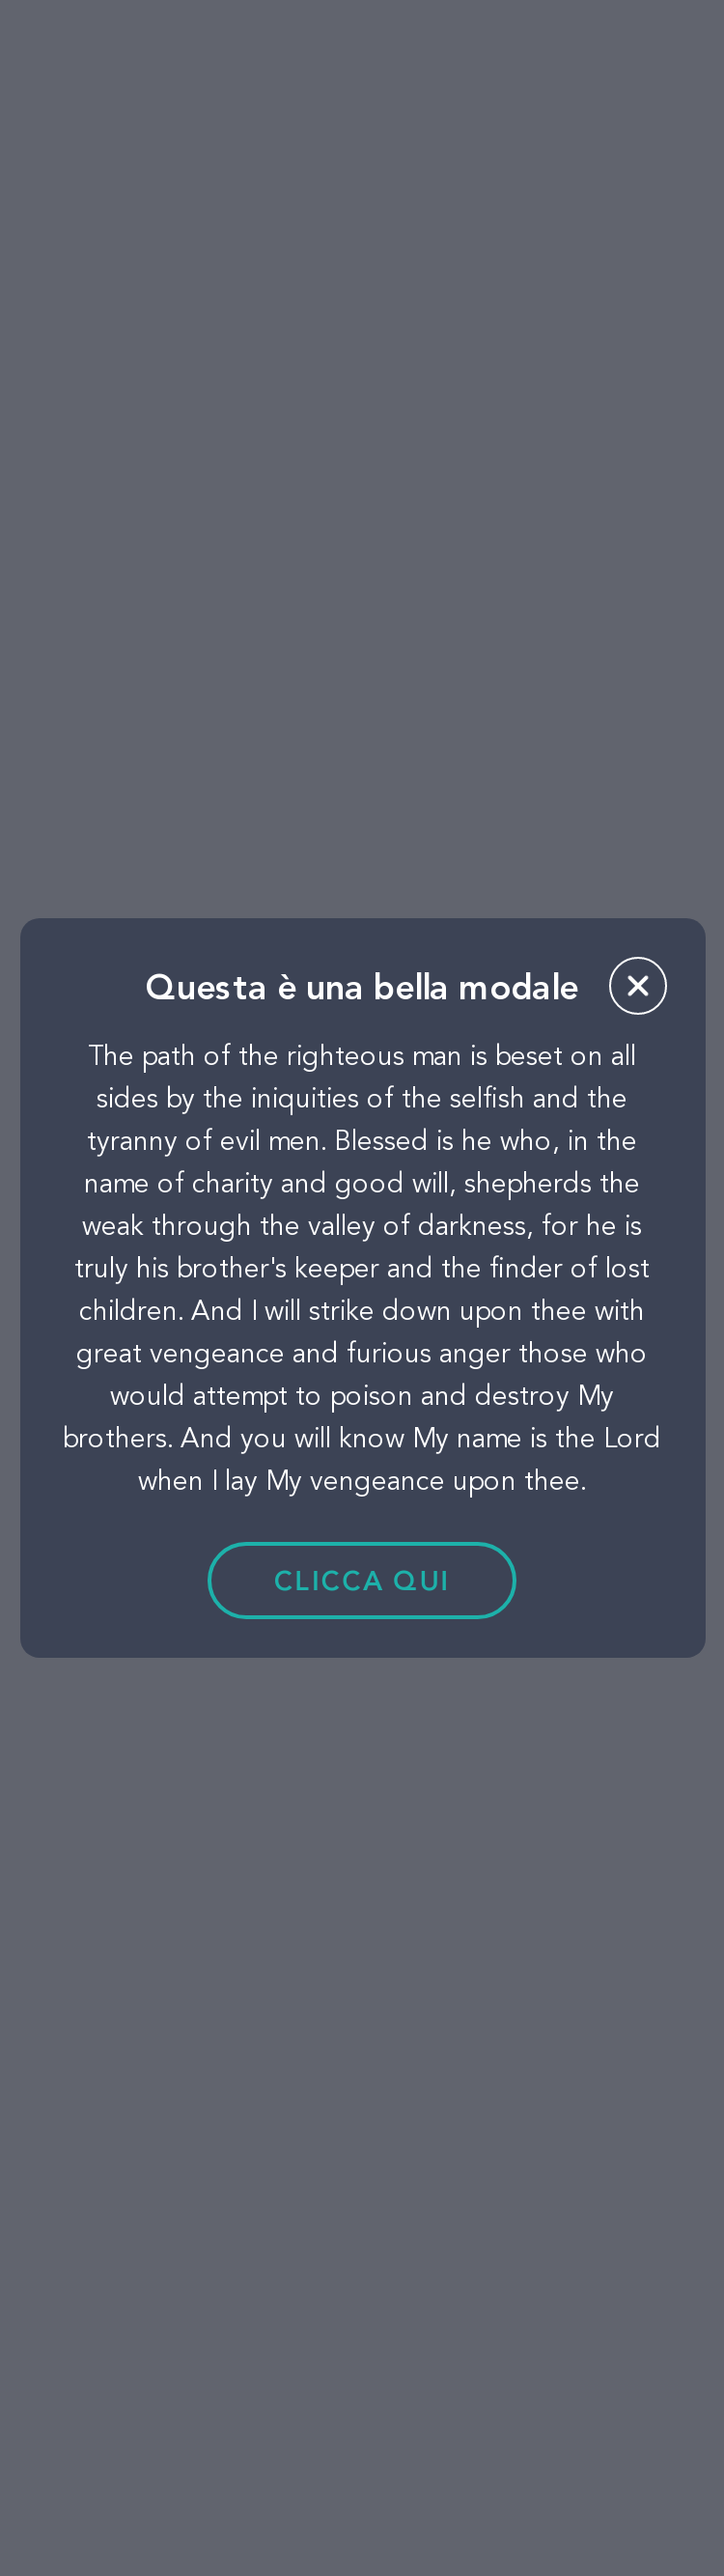 Questa è una bella modale
The path of the righteous man is beset on all
sides by the iniquities of the selfish and the
tyranny of evil men. Blessed is he who, in the
name of charity and good will, shepherds the
weak through the valley of darkness, for he is
truly his brother's keeper and the finder of lost
children. And I will strike down upon thee with
great vengeance and furious anger those who
would attempt to poison and destroy My
brothers. And you will know My name is the Lord
when I lay My vengeance upon thee.
CLICCA QUI